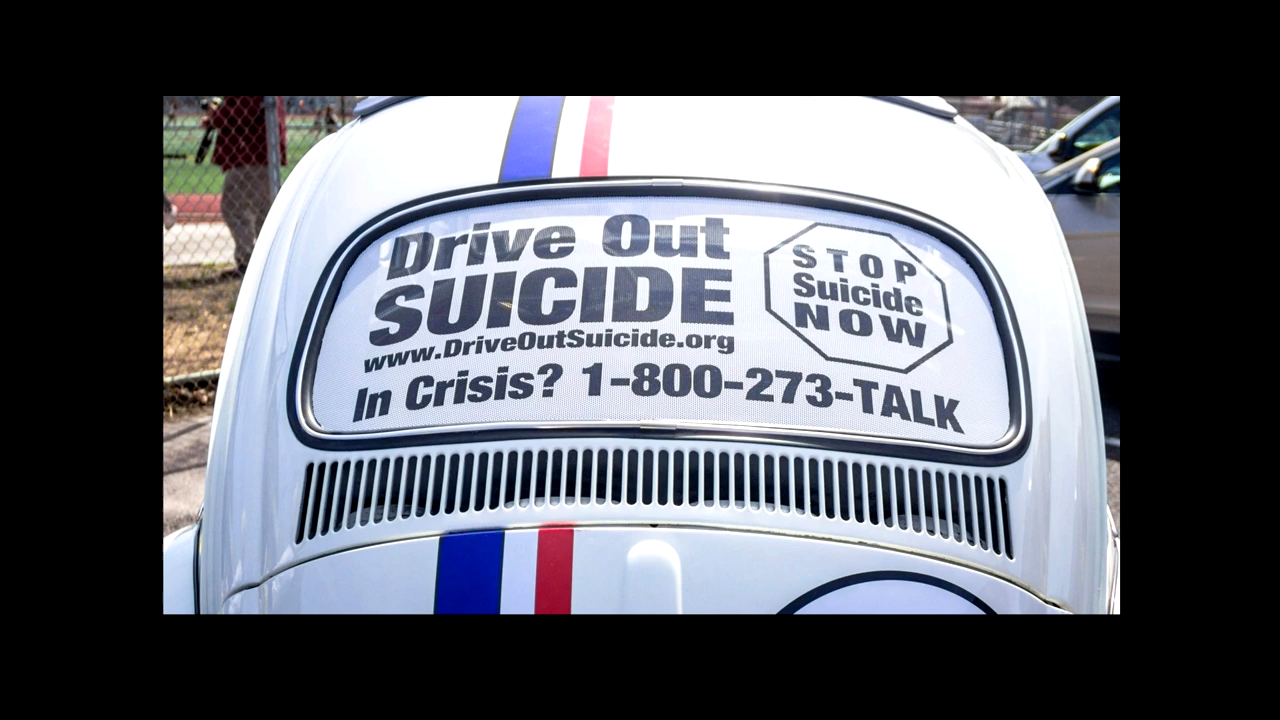 Drive Out
SUICIDE
www.DriveOutSuicide.org
In Crisis? 1-800-273-TALK
STOP
Suicide
NOW